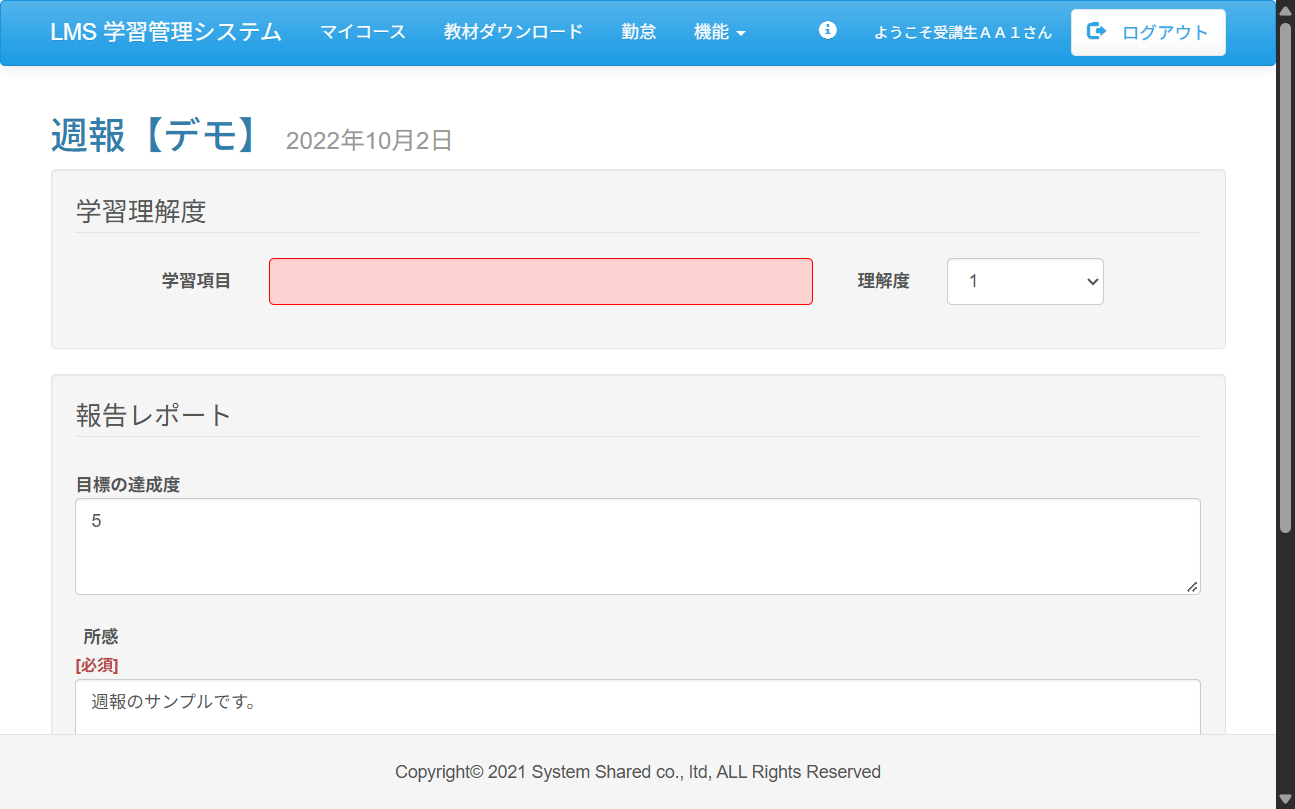 LMS 学習管理システム マイコース 教材ダウンロード 勤怠 機能 ようこそ受講生ＡＡ１さん ログアウト
週報【デモ】 2022年10月2日
学習理解度
学習項目 理解度 1
報告レポート
目標の達成度
5
所感
[必須]
週報のサンプルです。
Copyright© 2021 System Shared co., ltd, ALL Rights Reserved